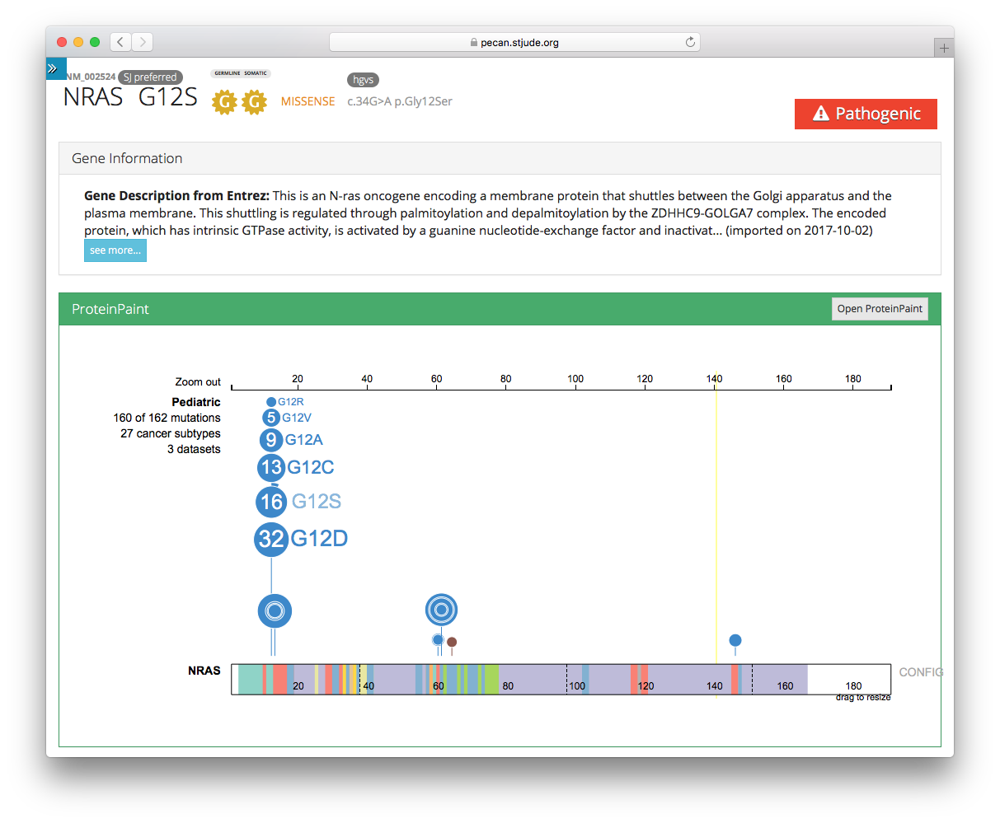 pecan.stjude.org
NM_002524 SJ preferred
GERMLINE SOMATIC
hgvs
NRAS G12S
G G
MISSENSE
c.34G>A p.Gly12Ser
Pathogenic
Gene Information
Gene Description from Entrez: This is an N-ras oncogene encoding a membrane protein that shuttles between the Golgi apparatus and the
plasma membrane. This shuttling is regulated through palmitoylation and depalmitoylation by the ZDHHC9-GOLGA7 complex. The encoded
protein, which has intrinsic GTPase activity, is activated by a guanine nucleotide-exchange factor and inactivat... (imported on 2017-10-02)
see more...
ProteinPaint
Open ProteinPaint
Zoom out
20 40 60 80 100 120 140 160 180
Pediatric
160 of 162 mutations
27 cancer subtypes
3 datasets
G12R
5 G12V
9 G12A
13 G12C
16 G12S
32 G12D
NRAS
20 40 60 80 100 120 140 160 180
CONFIG
drag to resize